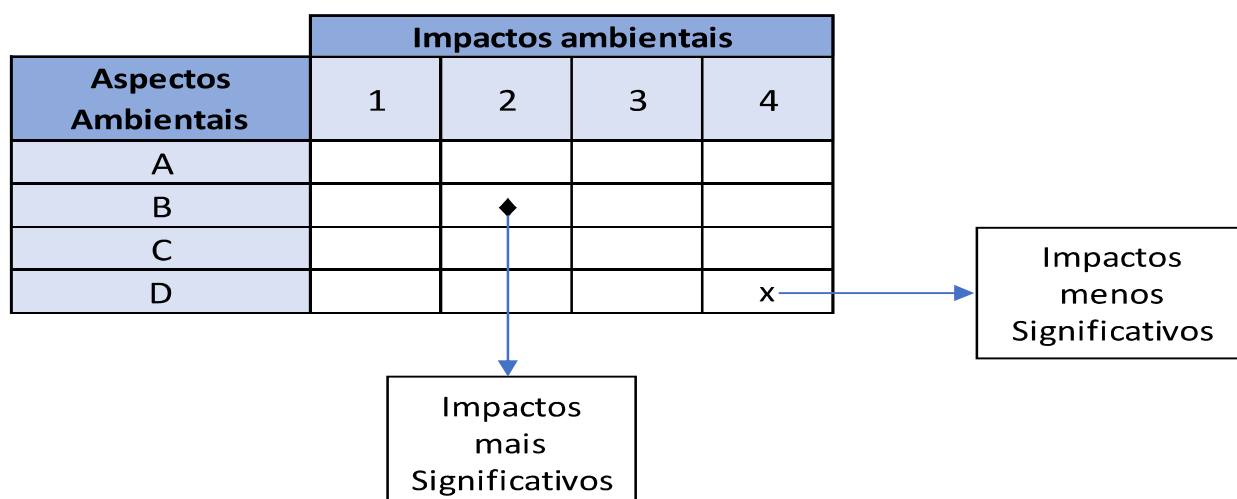 Impactos ambientais
Aspectos
Ambientais
1 2 3 4
A
B ◆
C
D x
Impactos
menos
Significativos
Impactos
mais
Significativos